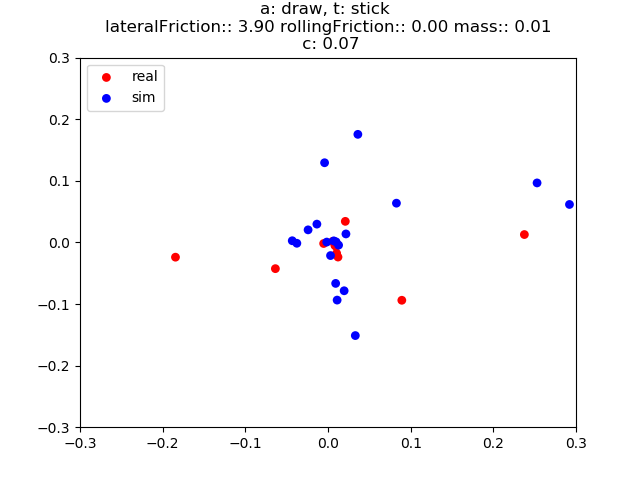 a: draw, t: stick
lateralFriction:: 3.90 rollingFriction:: 0.00 mass:: 0.01
c: 0.07
real
sim
0.3
0.2
0.1
0.0
−0.1
−0.2
−0.3
−0.3
−0.2
−0.1
0.0
0.1
0.2
0.3